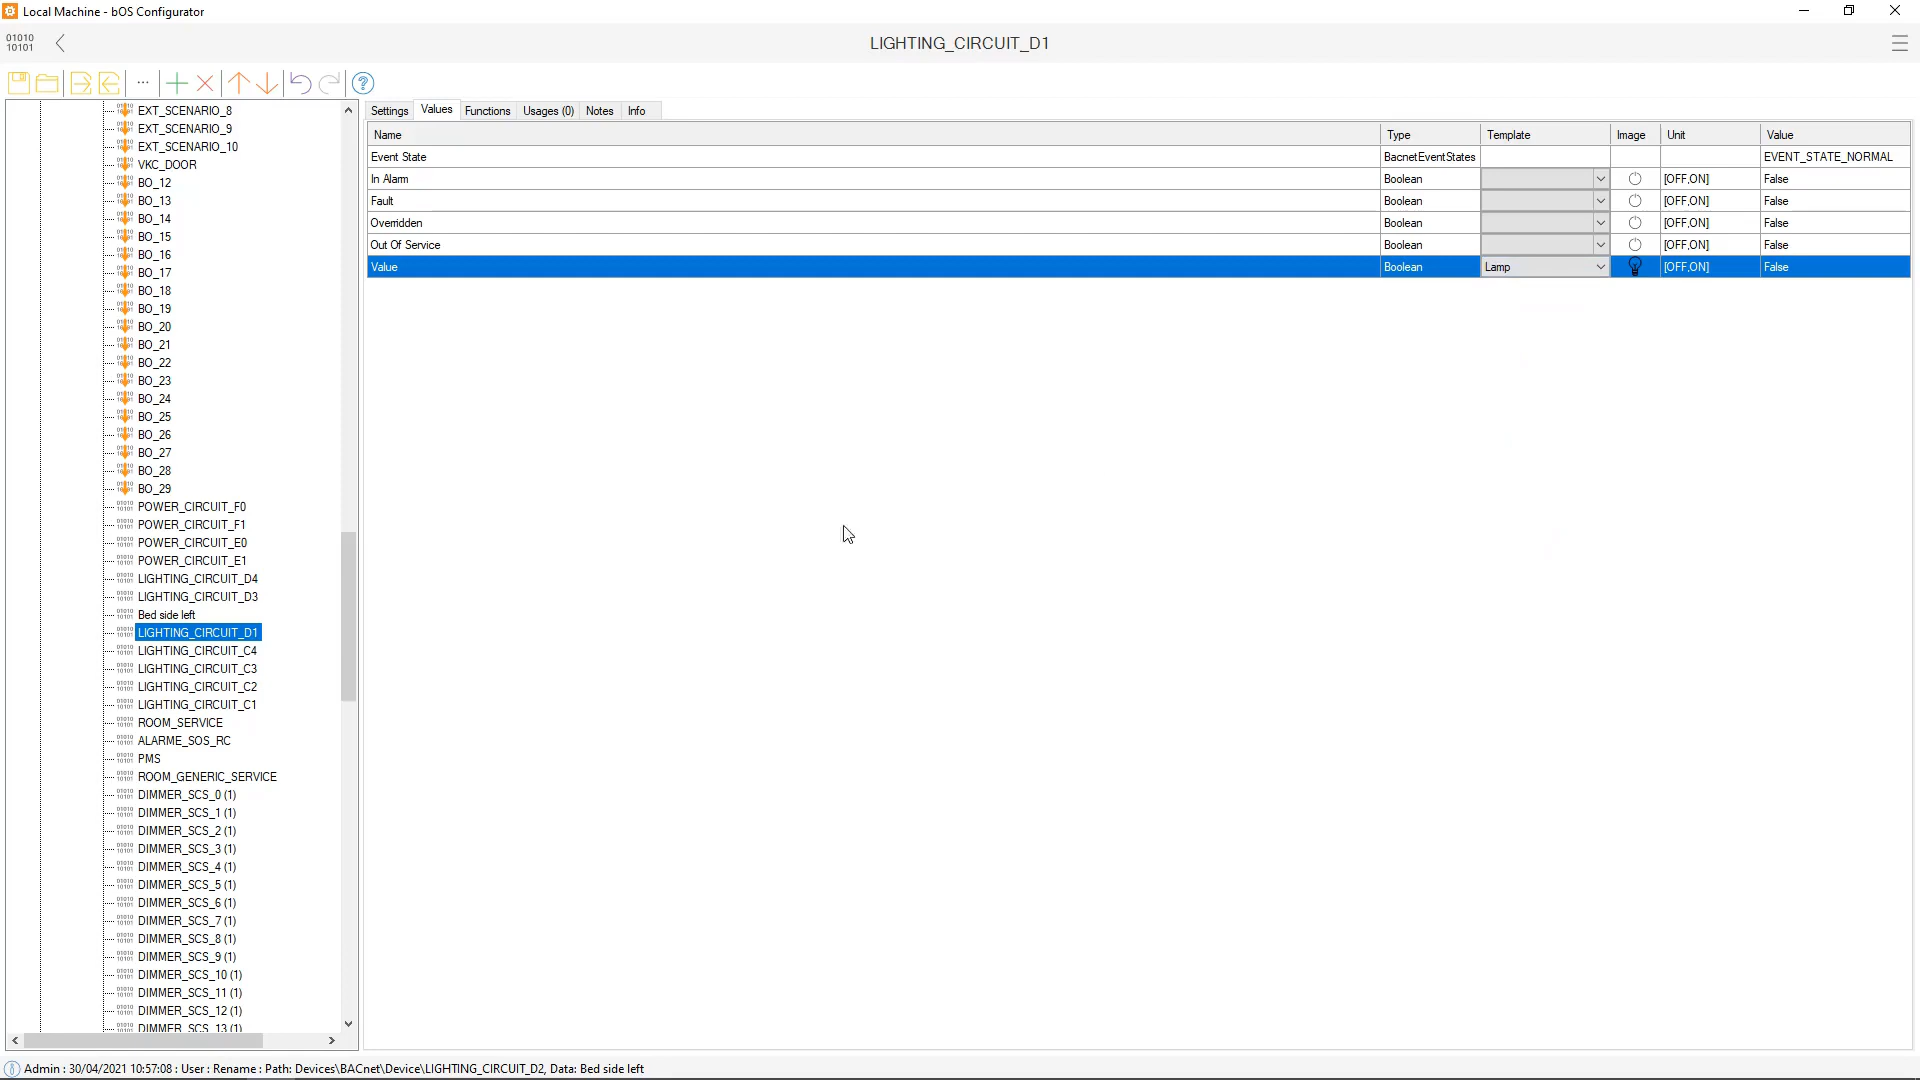 Local Machine - bOS Configurator
01010
10101
LIGHTING_CIRCUIT_D1
EXT_SCENARIO_8
EXT_SCENARIO_9
EXT_SCENARIO_10
VKC_DOOR
BO_12
BO_13
BO_14
BO_15
BO_16
BO_17
BO_18
BO_19
BO_20
BO_21
BO_22
BO_23
BO_24
BO_25
BO_26
BO_27
BO_28
BO_29
POWER_CIRCUIT_F0
POWER_CIRCUIT_F1
POWER_CIRCUIT_E0
POWER_CIRCUIT_E1
LIGHTING_CIRCUIT_D4
LIGHTING_CIRCUIT_D3
Bed side left
LIGHTING_CIRCUIT_D1
LIGHTING_CIRCUIT_C4
LIGHTING_CIRCUIT_C3
LIGHTING_CIRCUIT_C2
LIGHTING_CIRCUIT_C1
ROOM_SERVICE
ALARME_SOS_RC
PMS
ROOM_GENERIC_SERVICE
DIMMER_SCS_0 (1)
DIMMER_SCS_1 (1)
DIMMER_SCS_2 (1)
DIMMER_SCS_3 (1)
DIMMER_SCS_4 (1)
DIMMER_SCS_5 (1)
DIMMER_SCS_6 (1)
DIMMER_SCS_7 (1)
DIMMER_SCS_8 (1)
DIMMER_SCS_9 (1)
DIMMER_SCS_10 (1)
DIMMER_SCS_11 (1)
DIMMER_SCS_12 (1)
DIMMER_SCS_13 (1)
Settings Values Functions Usages (0) Notes Info
Name Type Template Image Unit Value
Event State BacnetEventStates EVENT_STATE_NORMAL
In Alarm Boolean [OFF,ON] False
Fault Boolean [OFF,ON] False
Overridden Boolean [OFF,ON] False
Out Of Service Boolean [OFF,ON] False
Value Boolean Lamp [OFF,ON] False
Admin : 30/04/2021 10:57:08 : User : Rename : Path: Devices\BACnet\Device\LIGHTING_CIRCUIT_D2, Data: Bed side left